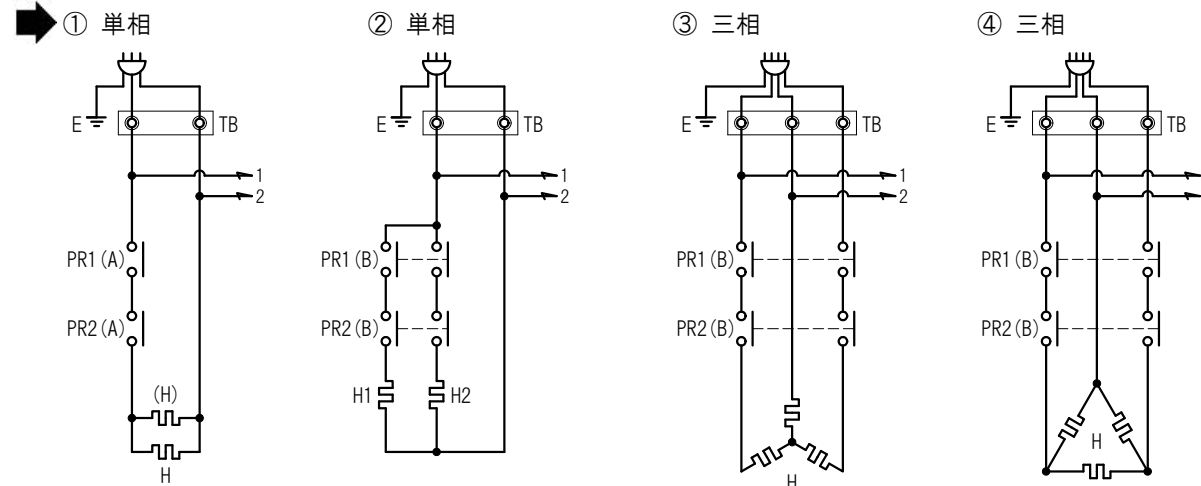 ① 単相
E
TB
1
2
PR1(A)
PR2(A)
(H)
H
② 単相
E
TB
1
2
PR1(B)
PR2(B)
H1
H2
③ 三相
E
TB
1
2
PR1(B)
PR2(B)
H
④ 三相
E
TB
PR1(B)
PR2(B)
H